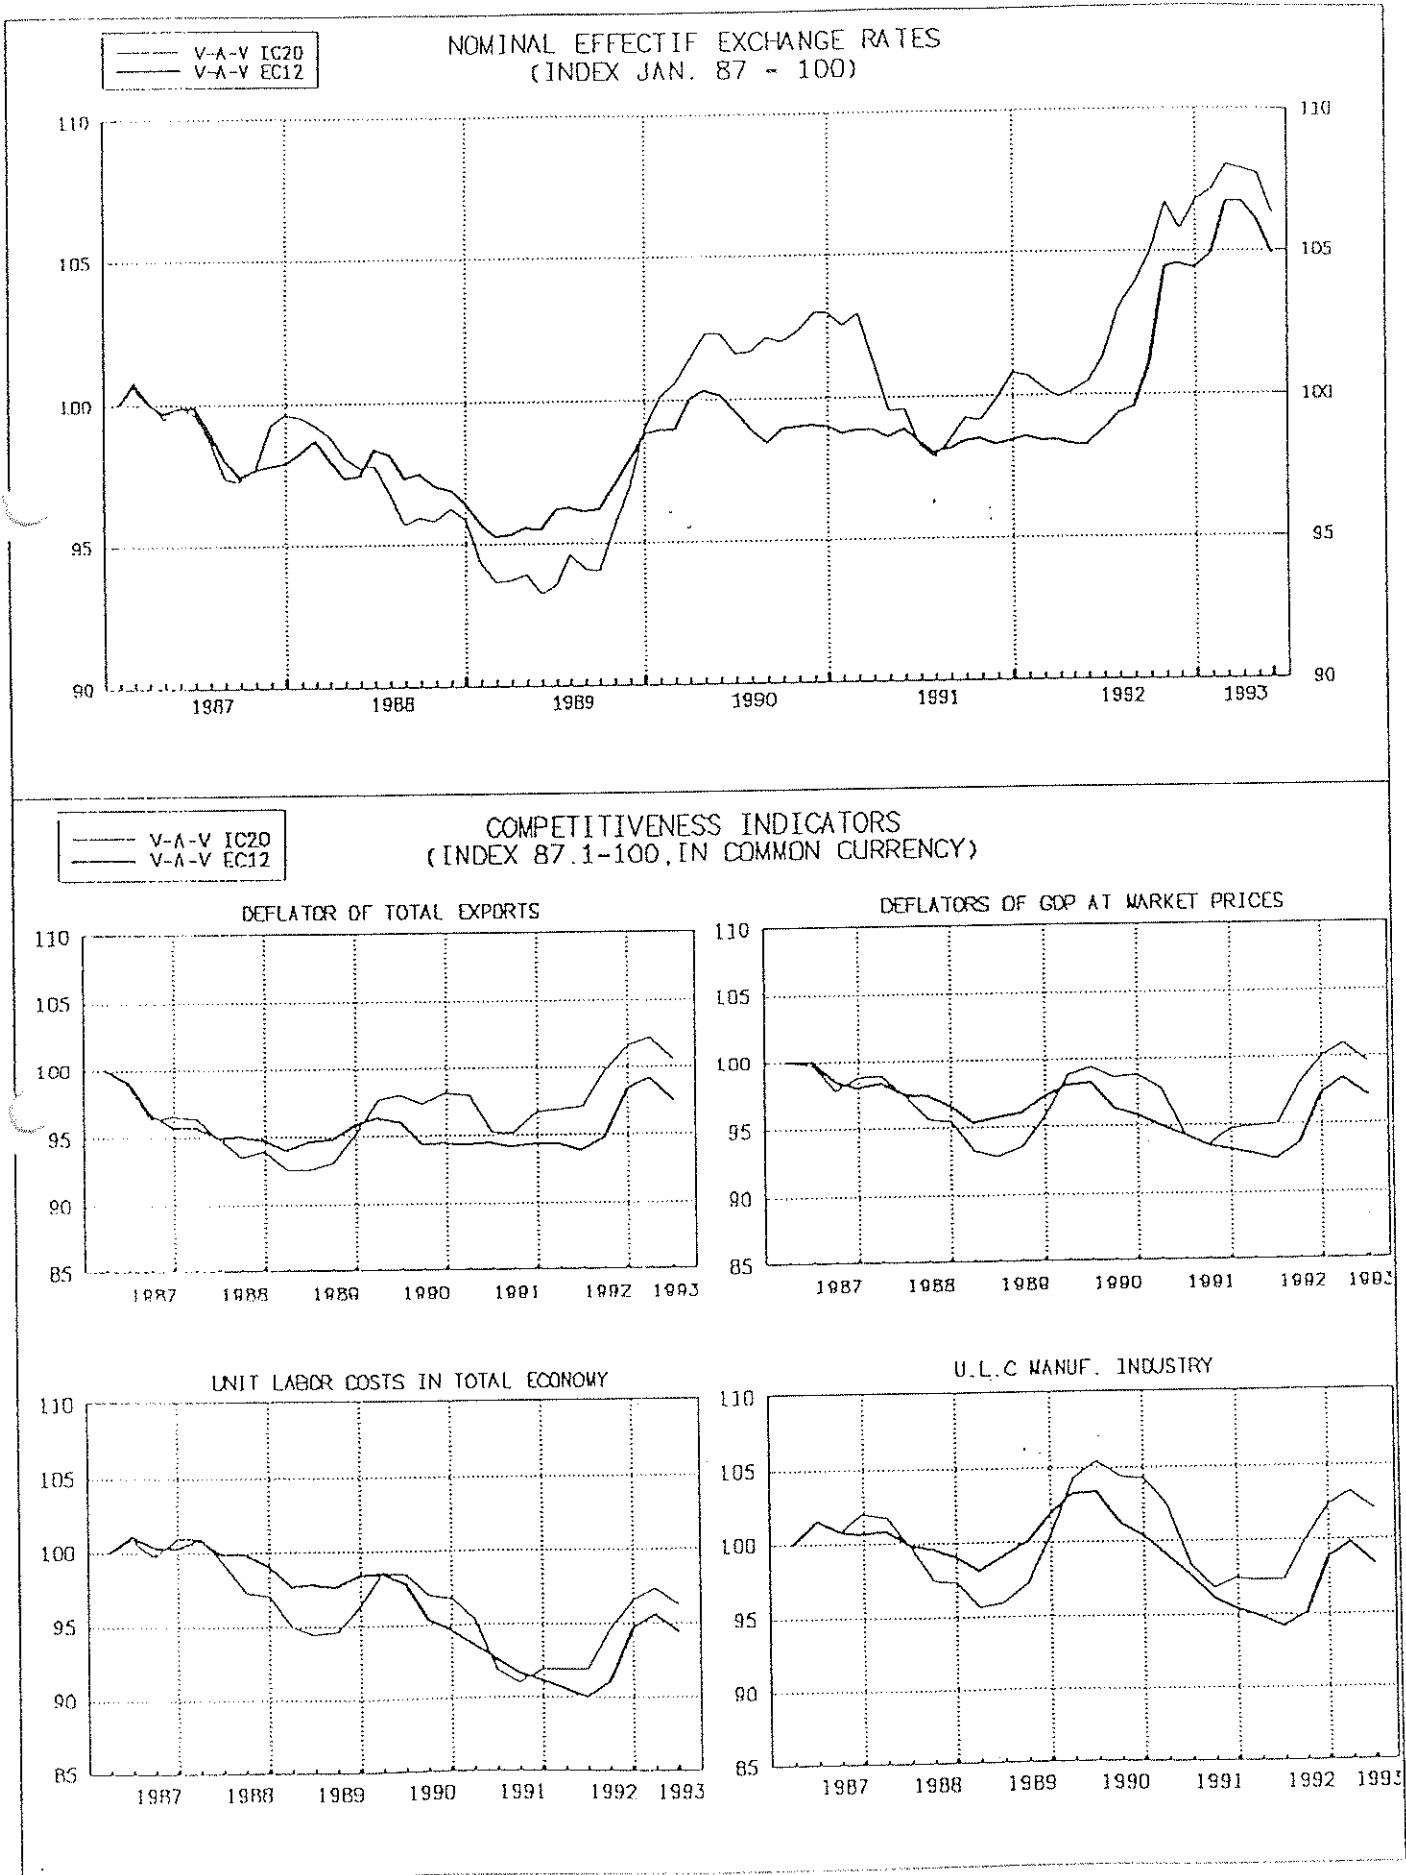 V-A-V IC20
V-A-V EC12
NOMINAL EFFECTIF EXCHANGE RATES
(INDEX JAN. 87 - 100)
110 110
105 105
100 100
95 95
90 90
1987 1988 1989 1990 1991 1992 1993
V-A-V IC20
V-A-V EC12
COMPETITIVENESS INDICATORS
(INDEX 87.1-100,IN COMMON CURRENCY)
DEFLATOR OF TOTAL EXPORTS
110
105
100
95
90
85
1987 1988 1989 1990 1991 1992 1993
DEFLATORS OF GDP AT MARKET PRICES
110
105
100
95
90
85
1987 1988 1989 1990 1991 1992 1993
UNIT LABOR COSTS IN TOTAL ECONOMY
110
105
100
95
90
85
1987 1988 1989 1990 1991 1992 1993
U.L.C MANUF. INDUSTRY
110
105
100
95
90
85
1987 1988 1989 1990 1991 1992 1993